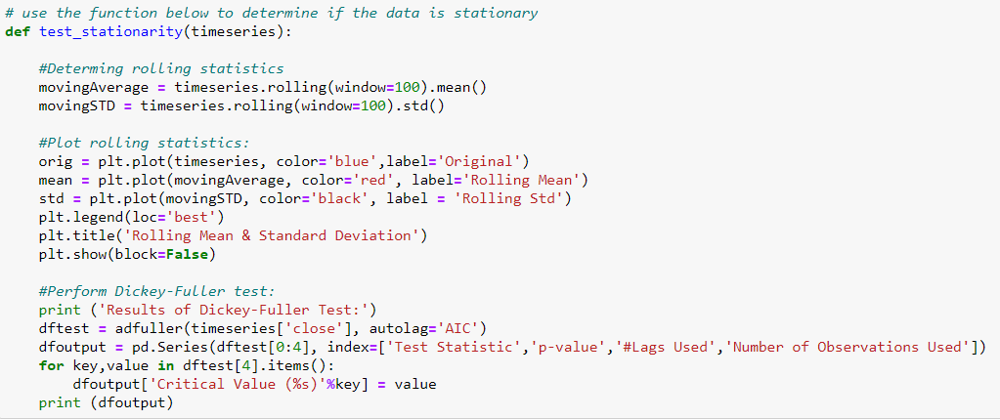 # use the function below to determine if the data is stationary
def test_stationarity(timeseries):
#Determing rolling statistics
movingAverage = timeseries.rolling(window=100).mean()
movingSTD = timeseries.rolling(window=100).std()
#Plot rolling statistics:
orig = plt.plot(timeseries, color='blue',label='Original')
mean = plt.plot(movingAverage, color='red', label='Rolling Mean')
std = plt.plot(movingSTD, color='black', label = 'Rolling Std')
plt.legend(loc='best')
plt.title('Rolling Mean & Standard Deviation')
plt.show(block=False)
#Perform Dickey-Fuller test:
print ('Results of Dickey-Fuller Test:')
dftest = adfuller(timeseries['close'], autolag='AIC')
dfoutput = pd.Series(dftest[0:4], index=['Test Statistic','p-value','#Lags Used','Number of Observations Used'])
for key,value in dftest[4].items():
dfoutput['Critical Value (%s)'%key] = value
print (dfoutput)